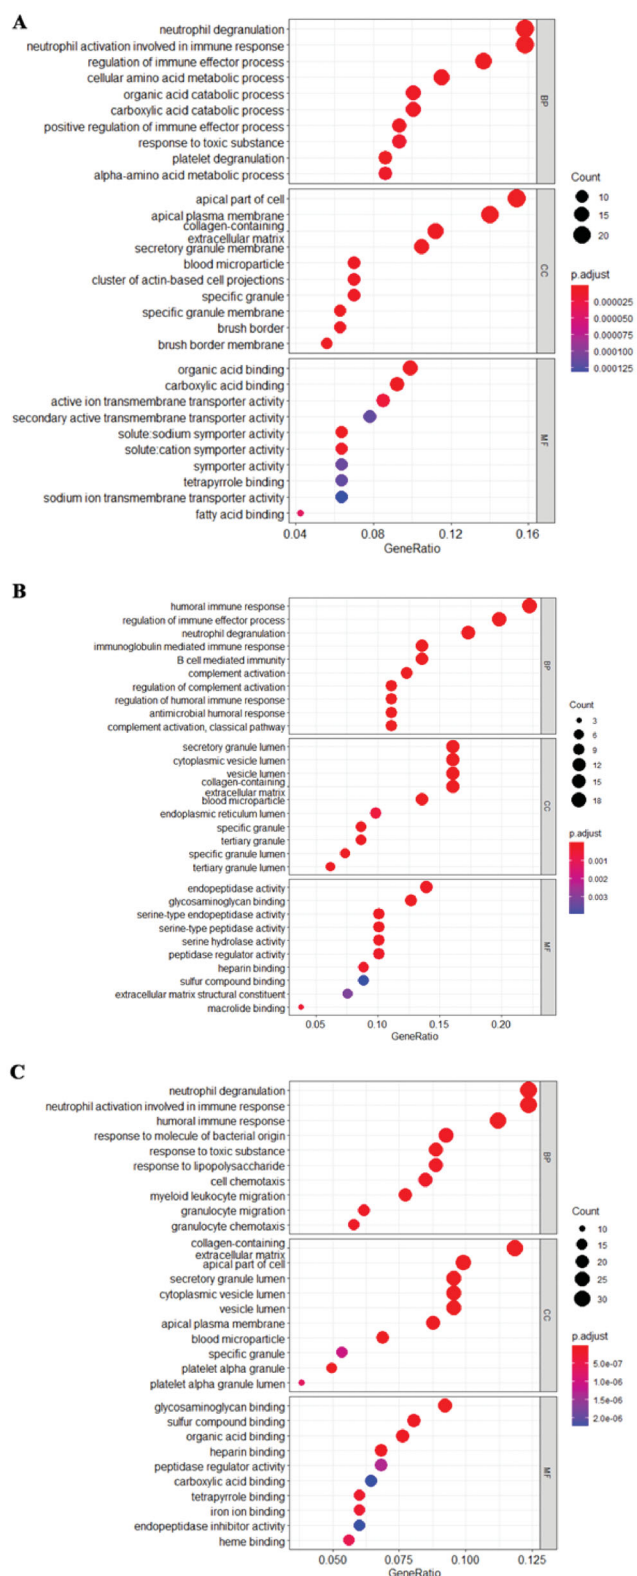 A
neutrophil degranulation
neutrophil activation involved in immune response
regulation of immune effector process
cellular amino acid metabolic process
organic acid catabolic process
carboxylic acid catabolic process
positive regulation of immune effector process
response to toxic substance
platelet degranulation
alpha-amino acid metabolic process
BP
apical part of cell
apical plasma membrane
collagen-containing
extracellular matrix
secretory granule membrane
blood microparticle
cluster of actin-based cell projections
specific granule
specific granule membrane
brush border
brush border membrane
CC
organic acid binding
carboxylic acid binding
active ion transmembrane transporter activity
secondary active transmembrane transporter activity
solute:sodium symporter activity
solute:cation symporter activity
symporter activity
tetrapyrrole binding
sodium ion transmembrane transporter activity
fatty acid binding
MF
0.04 0.08 0.12 0.16
GeneRatio
Count
10
15
20
p.adjust
0.000025
0.000050
0.000075
0.000100
0.000125
B
humoral immune response
regulation of immune effector process
neutrophil degranulation
immunoglobulin mediated immune response
B cell mediated immunity
complement activation
regulation of complement activation
regulation of humoral immune response
antimicrobial humoral response
complement activation, classical pathway
BP
secretory granule lumen
cytoplasmic vesicle lumen
vesicle lumen
collagen-containing
extracellular matrix
blood microparticle
endoplasmic reticulum lumen
specific granule
tertiary granule
specific granule lumen
tertiary granule lumen
CC
endopeptidase activity
glycosaminoglycan binding
serine-type endopeptidase activity
serine-type peptidase activity
serine hydrolase activity
peptidase regulator activity
heparin binding
sulfur compound binding
extracellular matrix structural constituent
macrolide binding
MF
0.05 0.10 0.15 0.20
GeneRatio
Count
3
6
9
12
15
18
p.adjust
0.001
0.002
0.003
C
neutrophil degranulation
neutrophil activation involved in immune response
humoral immune response
response to molecule of bacterial origin
response to toxic substance
response to lipopolysaccharide
cell chemotaxis
myeloid leukocyte migration
granulocyte migration
granulocyte chemotaxis
BP
collagen-containing
extracellular matrix
apical part of cell
secretory granule lumen
cytoplasmic vesicle lumen
vesicle lumen
apical plasma membrane
blood microparticle
specific granule
platelet alpha granule
platelet alpha granule lumen
CC
glycosaminoglycan binding
sulfur compound binding
organic acid binding
heparin binding
peptidase regulator activity
carboxylic acid binding
tetrapyrrole binding
iron ion binding
endopeptidase inhibitor activity
heme binding
MF
0.050 0.075 0.100 0.125
GeneRatio
Count
10
15
20
25
30
p.adjust
5.0e-07
1.0e-06
1.5e-06
2.0e-06